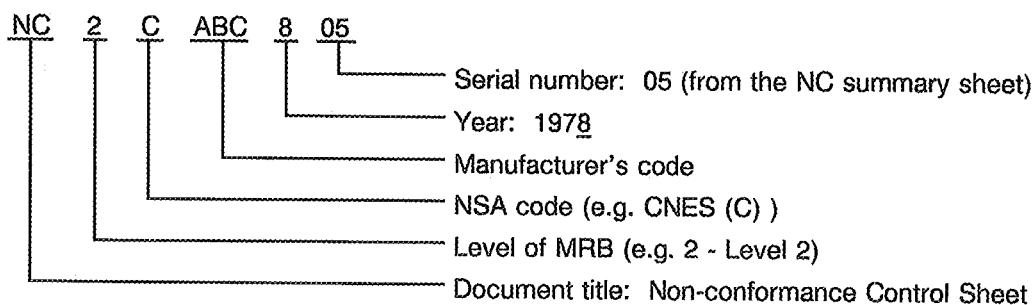 NC 2 C ABC 8 05
Serial number: 05 (from the NC summary sheet)
Year: 1978
Manufacturer's code
NSA code (e.g. CNES (C) )
Level of MRB (e.g. 2 - Level 2)
Document title: Non-conformance Control Sheet